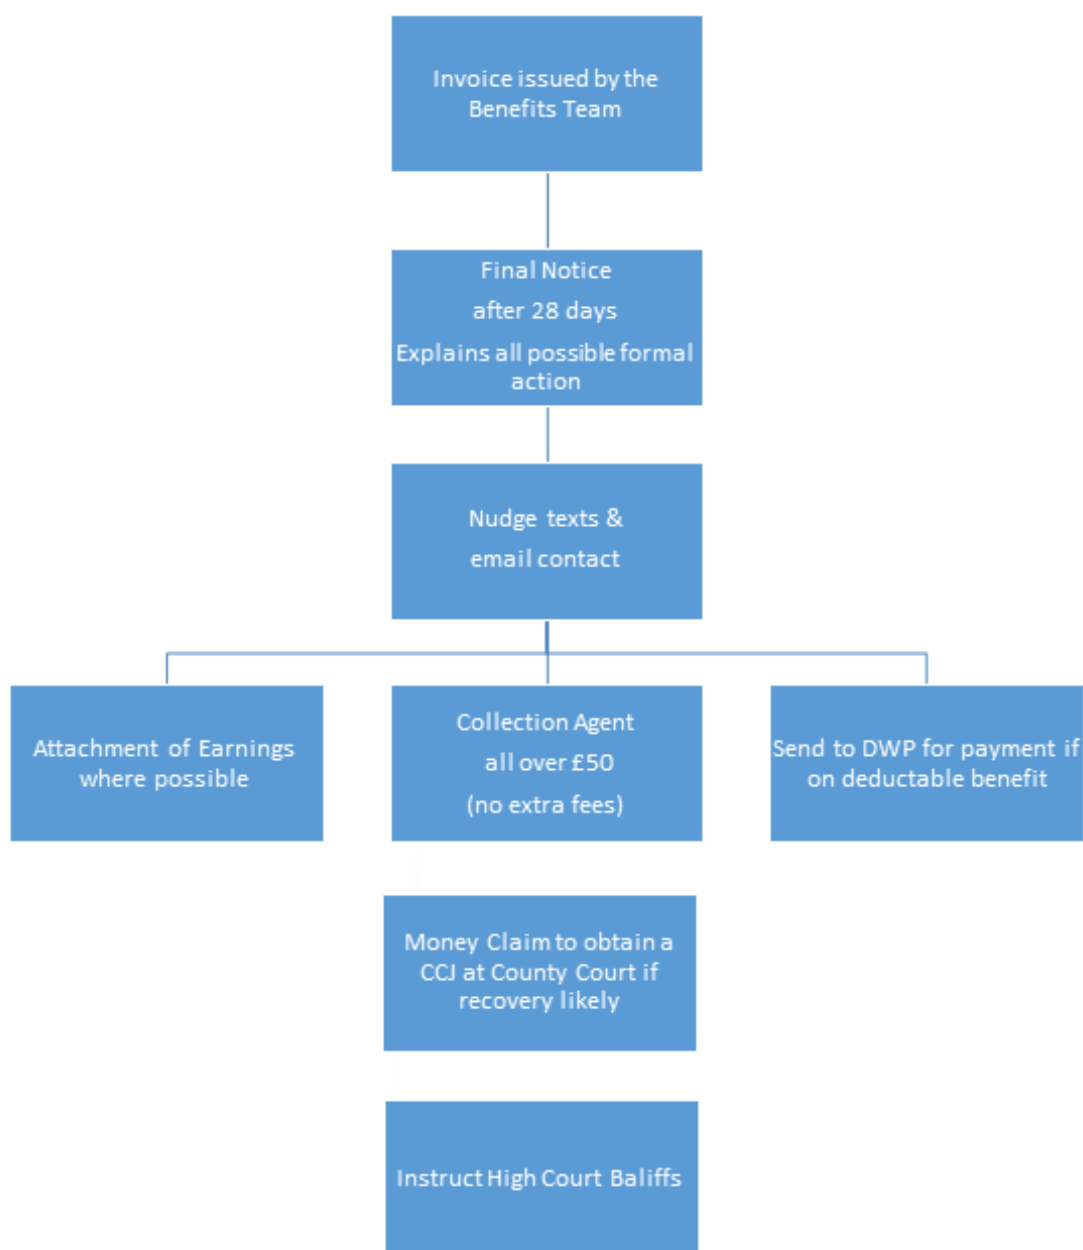 Invoice issued by the
Benefits Team
Final Notice
after 28 days
Explains all possible formal
action
Nudge texts &
email contact
Attachment of Earnings
where possible
Collection Agent
all over £50
(no extra fees)
Send to DWP for payment if
on deductable benefit
Money Claim to obtain a
CCJ at County Court if
recovery likely
Instruct High Court Baliffs